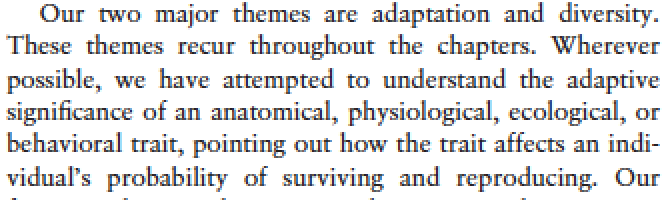 Our two major themes are adaptation and diversity.
These themes recur throughout the chapters. Wherever
possible, we have attempted to understand the adaptive
significance of an anatomical, physiological, ecological, or
behavioral trait, pointing out how the trait affects an indi-
vidual's probability of surviving and reproducing. Our